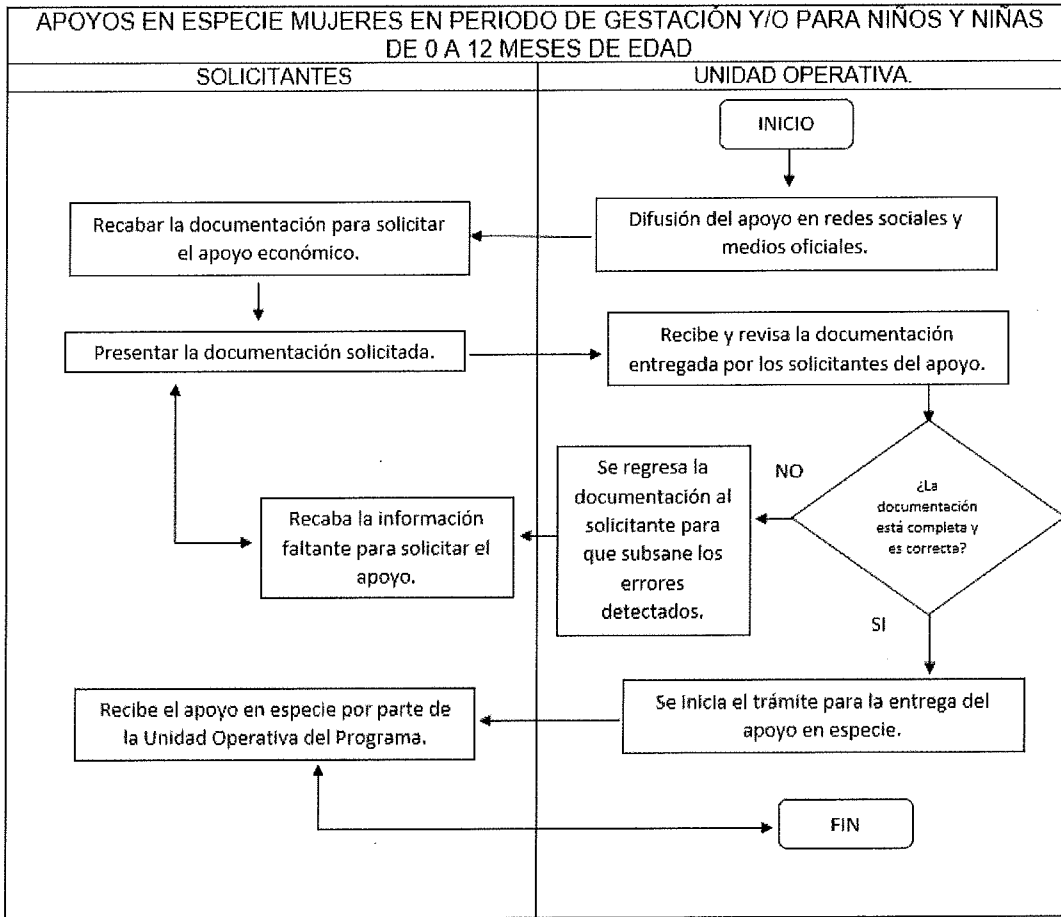 APOYOS EN ESPECIE MUJERES EN PERIODO DE GESTACIÓN Y/O PARA NIÑOS Y NIÑAS
DE 0 A 12 MESES DE EDAD
SOLICITANTES
UNIDAD OPERATIVA.
INICIO
Difusión del apoyo en redes sociales y
medios oficiales.
Recabar la documentación para solicitar
el apoyo económico.
Presentar la documentación solicitada.
Recibe y revisa la documentación
entregada por los solicitantes del apoyo.
¿La
documentación
está completa y
es correcta?
NO
Se regresa la
documentación al
solicitante para
que subsane los
errores
detectados.
Recaba la información
faltante para solicitar el
apoyo.
SI
Se inicia el trámite para la entrega del
apoyo en especie.
Recibe el apoyo en especie por parte de
la Unidad Operativa del Programa.
FIN